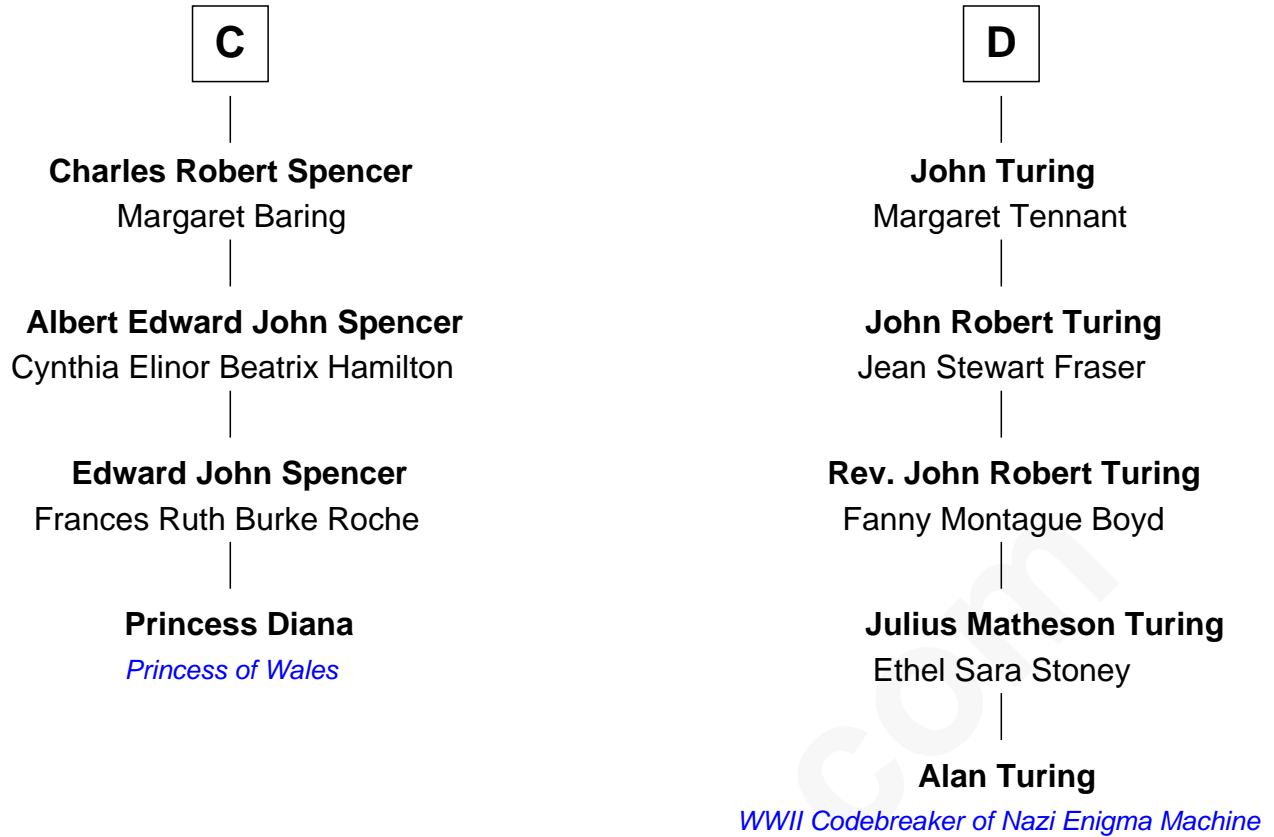 C
Charles Robert Spencer
Margaret Baring
Albert Edward John Spencer
Cynthia Elinor Beatrix Hamilton
Edward John Spencer
Frances Ruth Burke Roche
Princess Diana
Princess of Wales
D
John Turing
Margaret Tennant
John Robert Turing
Jean Stewart Fraser
Rev. John Robert Turing
Fanny Montague Boyd
Julius Matheson Turing
Ethel Sara Stoney
Alan Turing
WWII Codebreaker of Nazi Enigma Machine
com